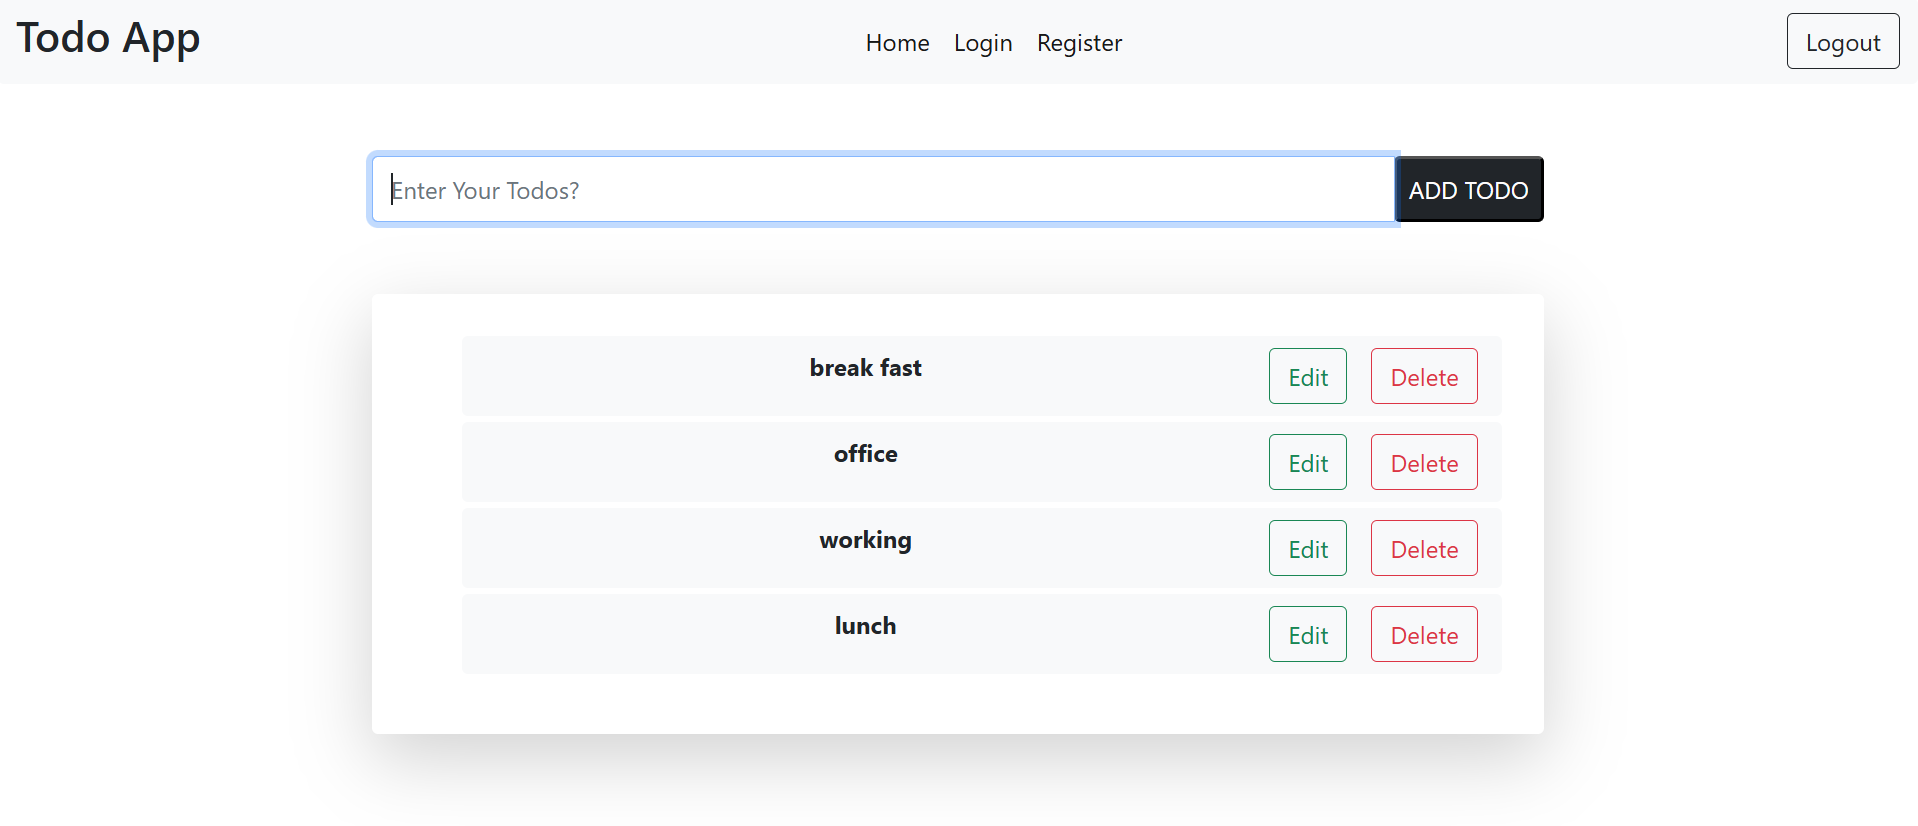 Todo App Home Login Register Logout
Enter Your Todos? ADD TODO
break fast Edit Delete
office Edit Delete
working Edit Delete
lunch Edit Delete